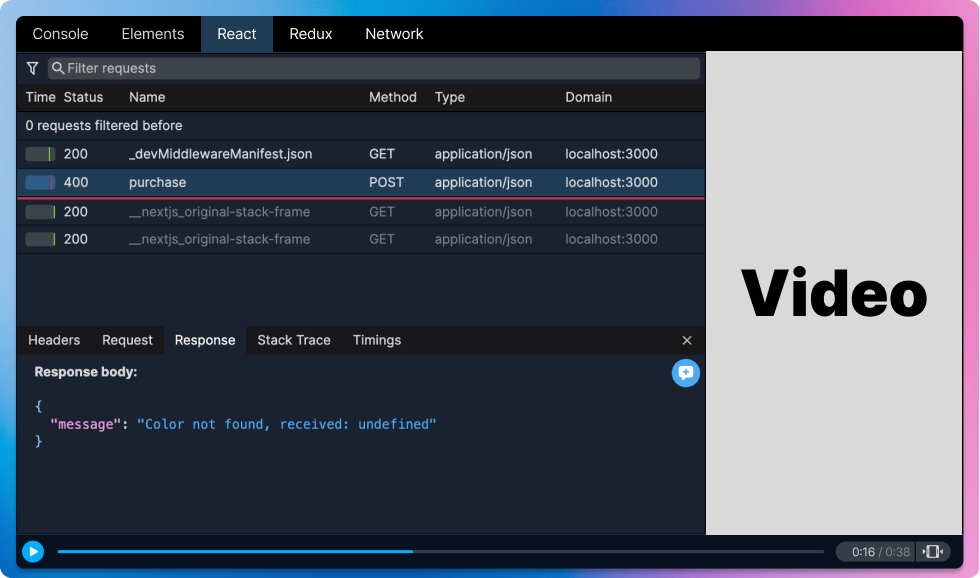 Console Elements React Redux Network
Filter requests
Time Status Name Method Type Domain
0 requests filtered before
200 _devMiddlewareManifest.json GET application/json localhost:3000
400 purchase POST application/json localhost:3000
200 __nextjs_original-stack-frame GET application/json localhost:3000
200 __nextjs_original-stack-frame GET application/json localhost:3000
Video
Headers Request Response Stack Trace Timings
Response body:
{
"message": "Color not found, received: undefined"
}
0:16 / 0:38